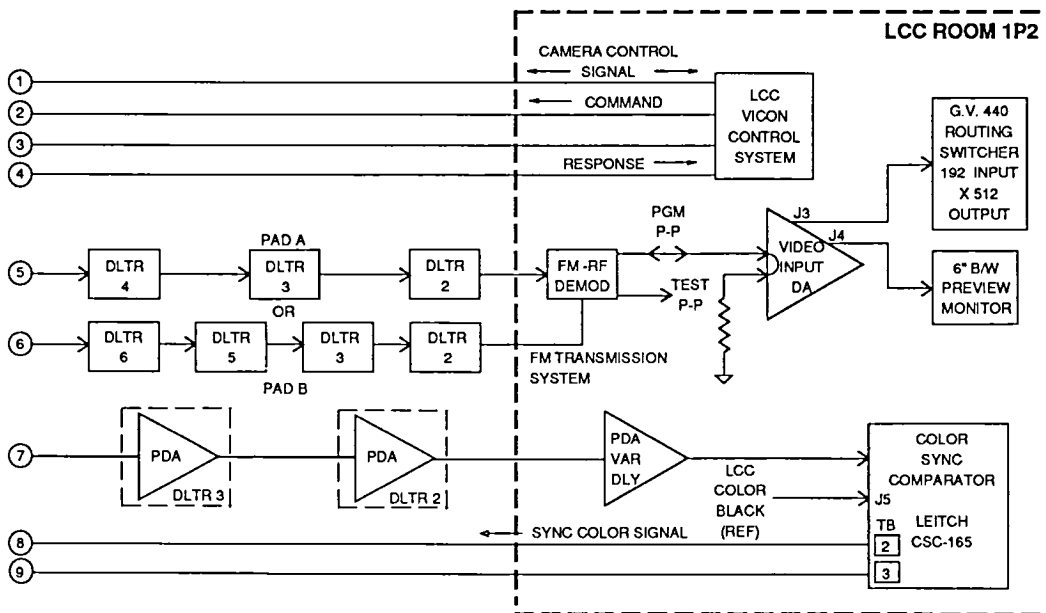 LCC ROOM 1P2
CAMERA CONTROL
SIGNAL
1
2
COMMAND
3
4
RESPONSE
LCC
VICON
CONTROL
SYSTEM
G.V. 440
ROUTING
SWITCHER
192 INPUT
X 512
OUTPUT
PAD A
5
DLTR
4
DLTR
3
DLTR
2
OR
FM -RF
DEMOD
PGM
P-P
TEST
P-P
J3
J4
VIDEO
INPUT
DA
6" B/W
PREVIEW
MONITOR
6
DLTR
6
DLTR
5
DLTR
3
DLTR
2
PAD B
FM TRANSMISSION
SYSTEM
7
PDA
DLTR 3
PDA
DLTR 2
PDA
VAR
DLY
LCC
COLOR
BLACK
(REF)
COLOR
SYNC
COMPARATOR
J5
LEITCH
CSC-165
TB
2
3
8
SYNC COLOR SIGNAL
9